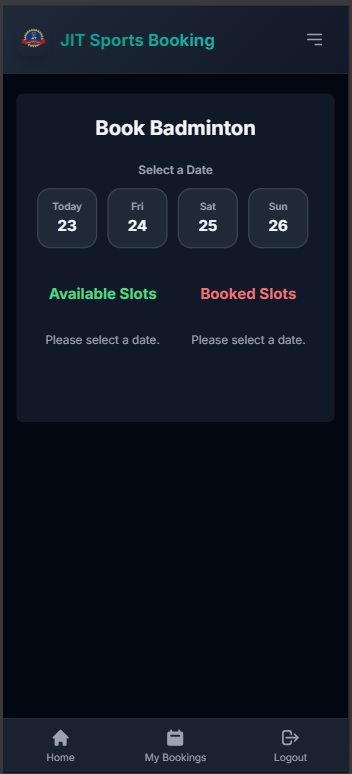 JIT Sports Booking
Book Badminton
Select a Date
Today Fri Sat Sun
23 24 25 26
Available Slots Booked Slots
Please select a date. Please select a date.
Home My Bookings Logout